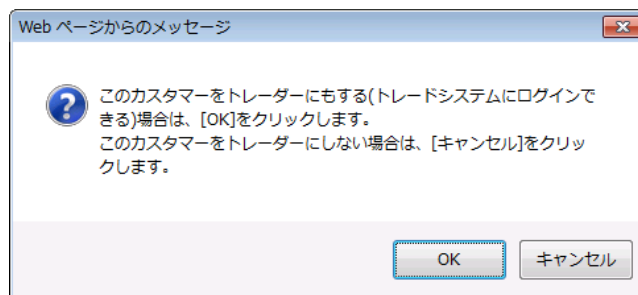 Web ページからのメッセージ
このカスタマーをトレーダーにもする(トレードシステムにログインで
きる)場合は、[OK]をクリックします。
このカスタマーをトレーダーにしない場合は、[キャンセル]をクリッ
クします。
OK
キャンセル